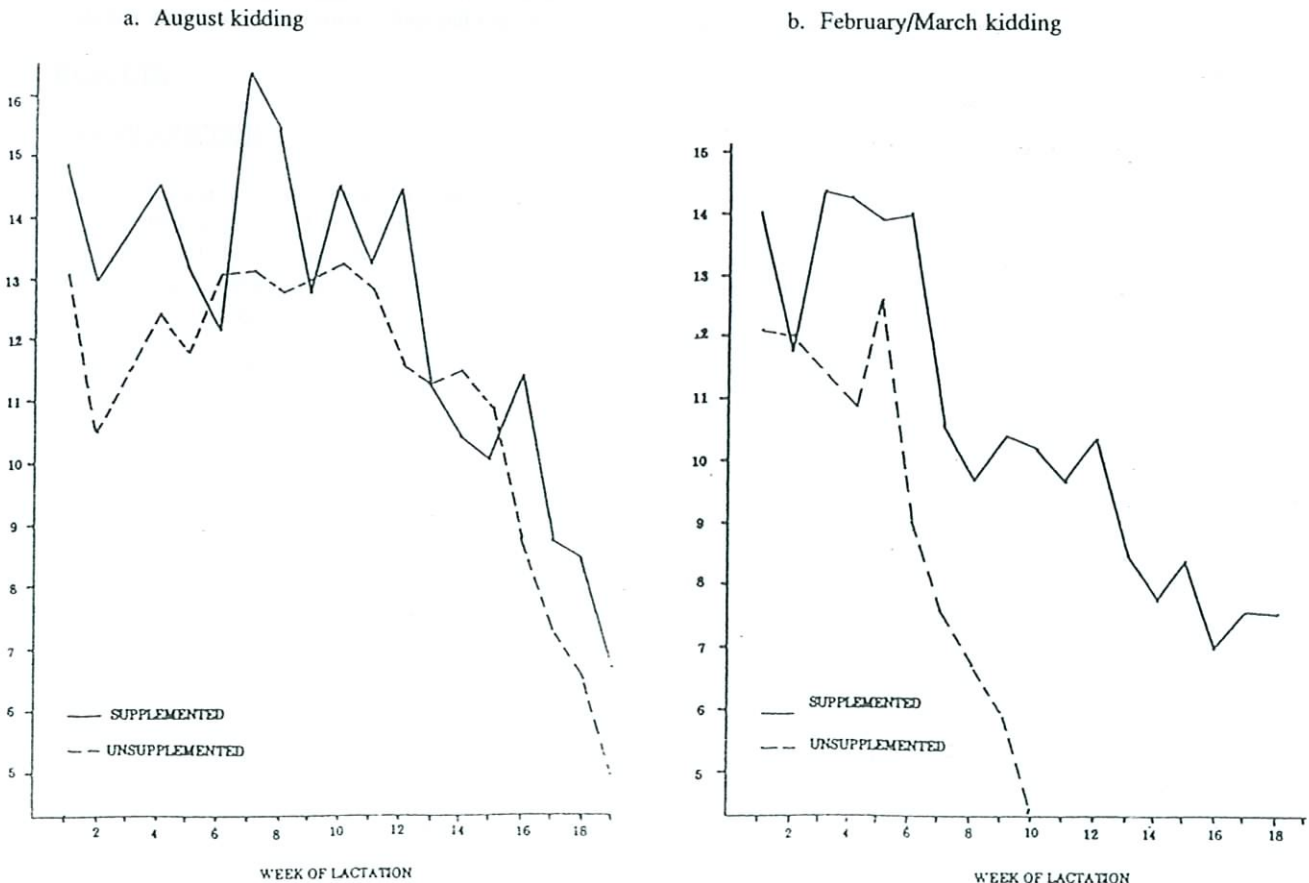 a. August kidding
16
15
14
13
12
11
10
9
8
7
6
5
SUPPLEMENTED
UNSUPPLEMENTED
2 4 6 8 10 12 14 16 18
WEEK OF LACTATION
b. February/March kidding
15
14
13
12
11
10
9
8
7
6
5
SUPPLEMENTED
UNSUPPLEMENTED
2 4 6 8 10 12 14 16 18
WEEK OF LACTATION